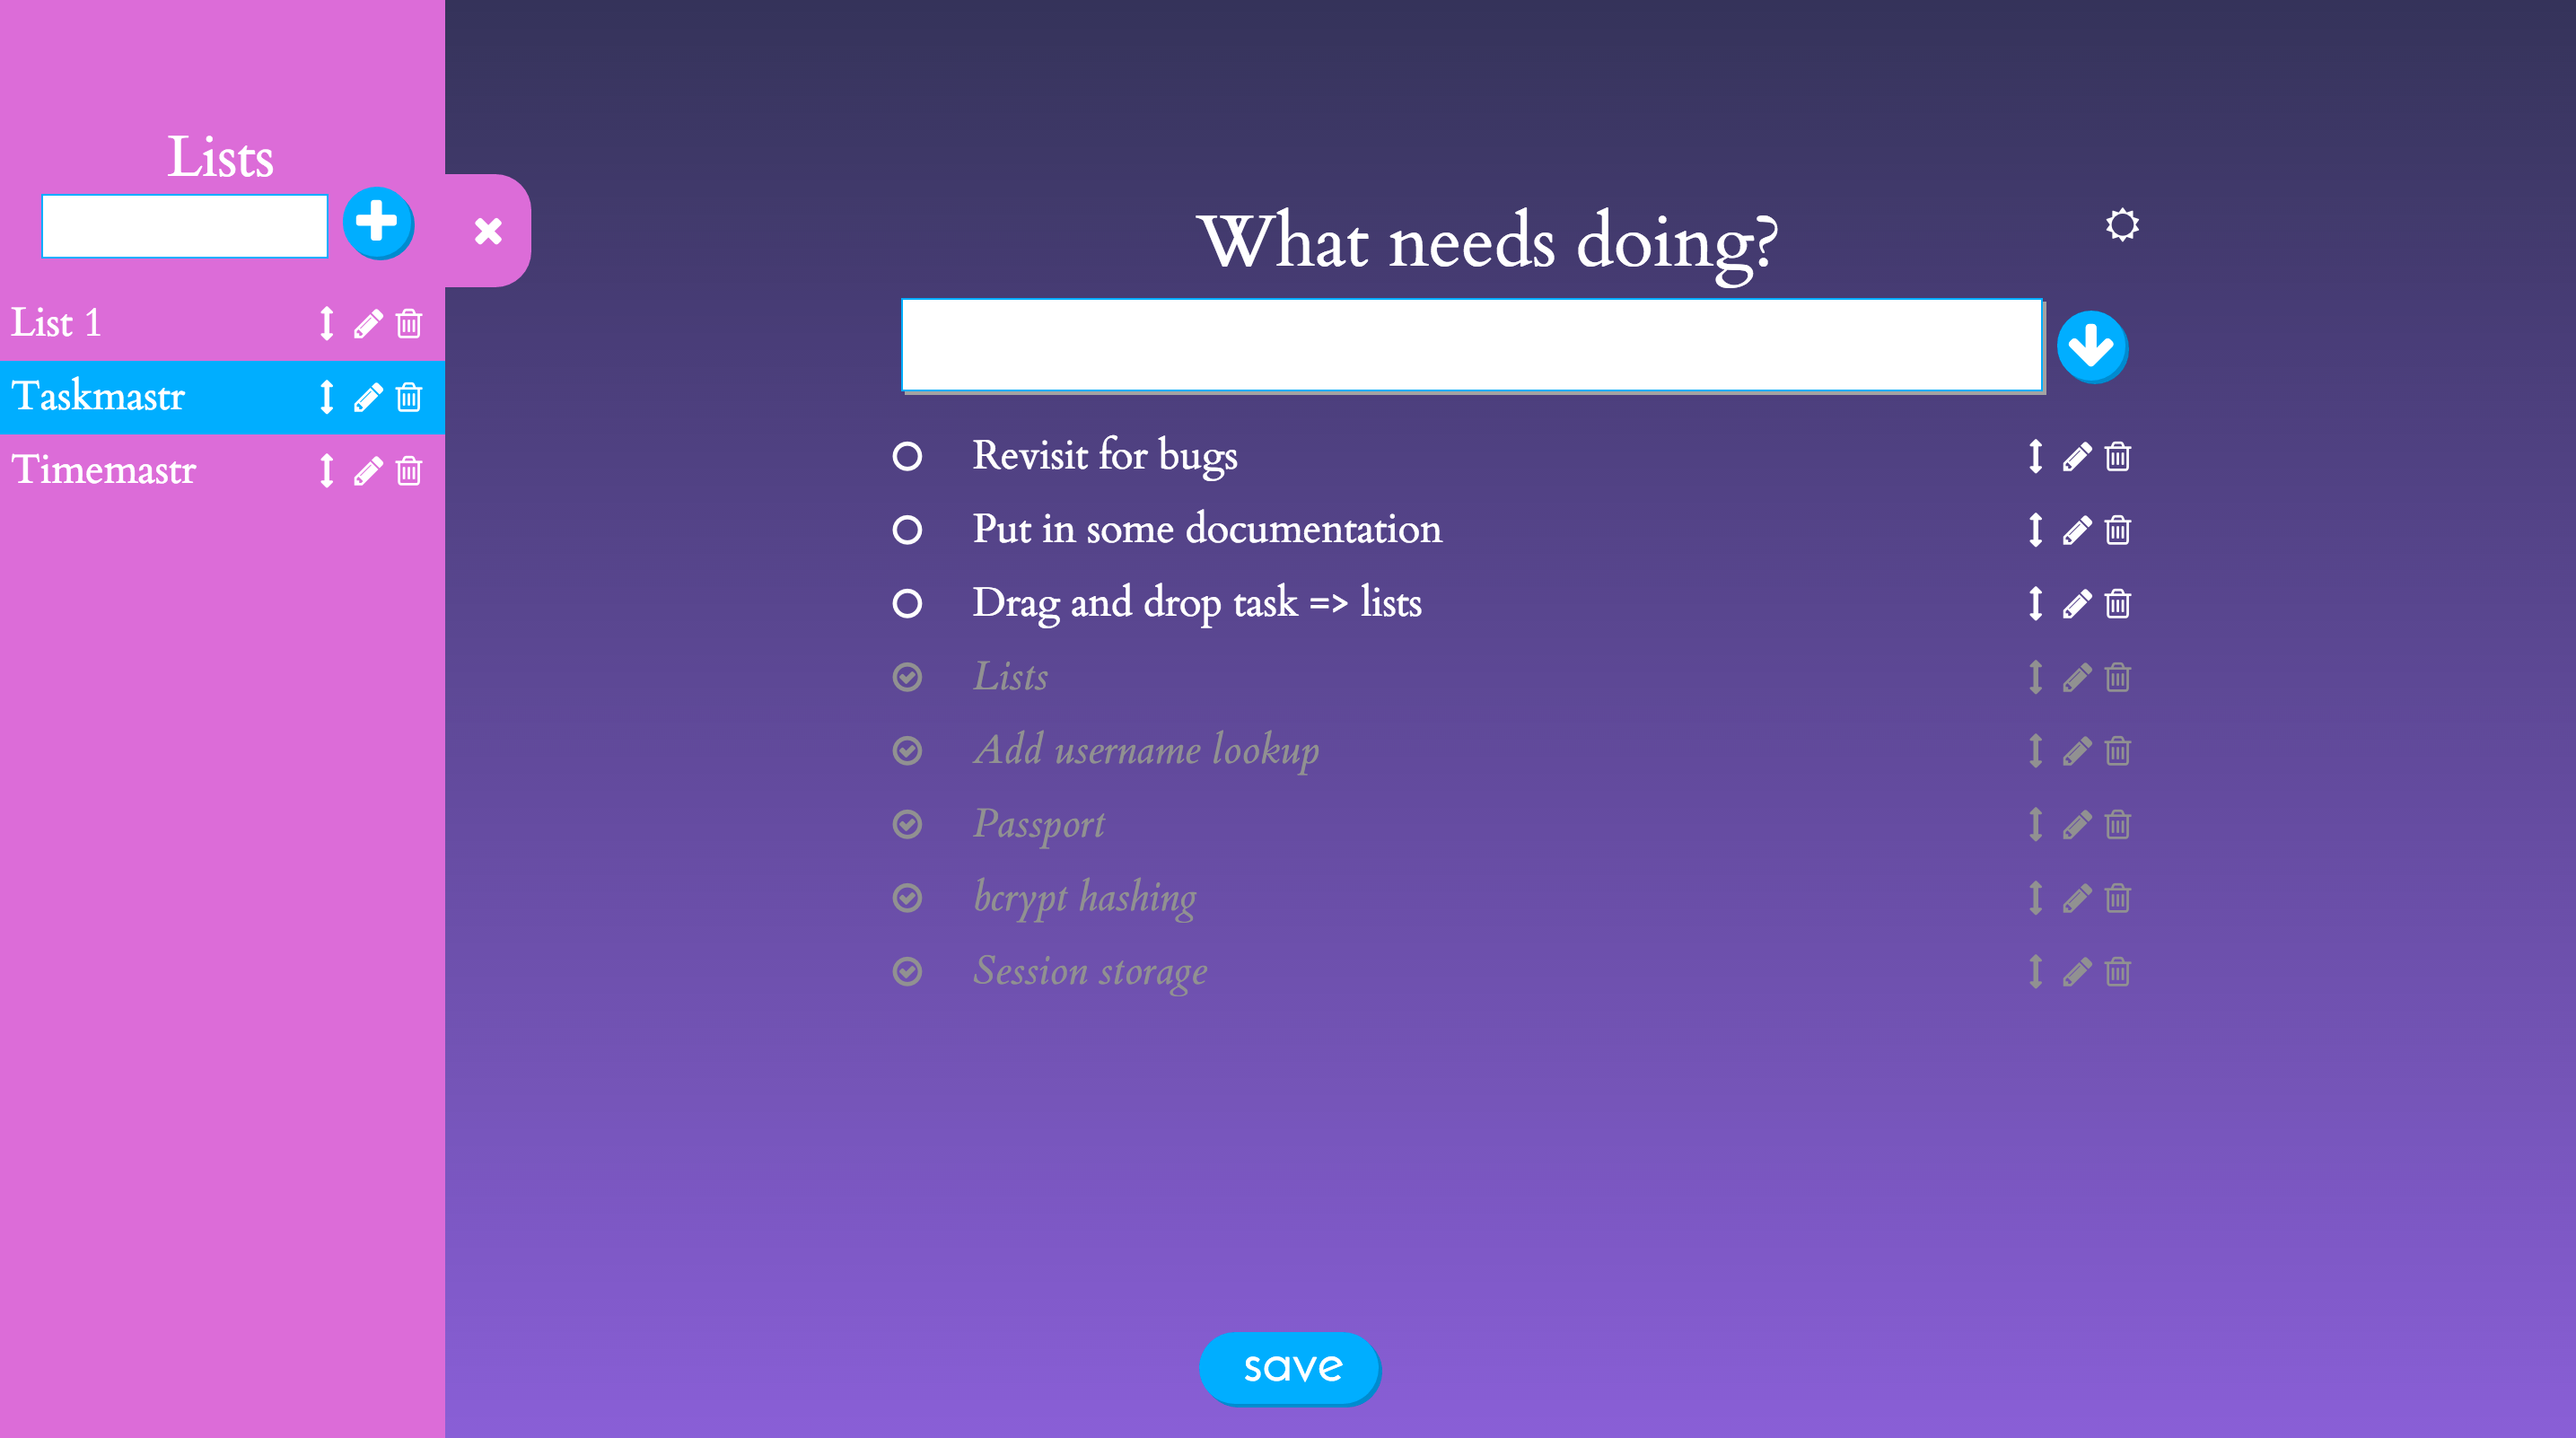 Lists
List 1
Taskmastr
Timemastr
What needs doing?
Revisit for bugs
Put in some documentation
Drag and drop task => lists
Lists
Add username lookup
Passport
bcrypt hashing
Session storage
save